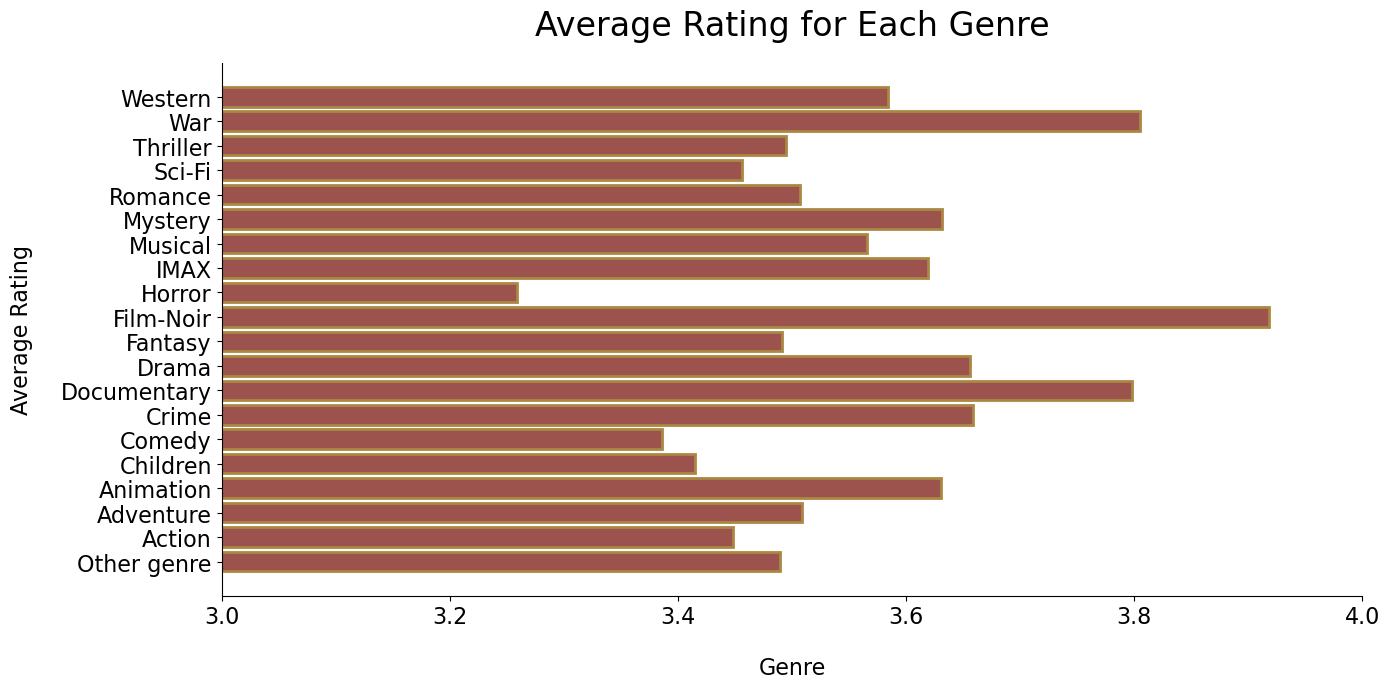 Average Rating for Each Genre
Average Rating
Western
War
Thriller
Sci-Fi
Romance
Mystery
Musical
IMAX
Horror
Film-Noir
Fantasy
Drama
Documentary
Crime
Comedy
Children
Animation
Adventure
Action
Other genre
3.0 3.2 3.4 3.6 3.8 4.0
Genre